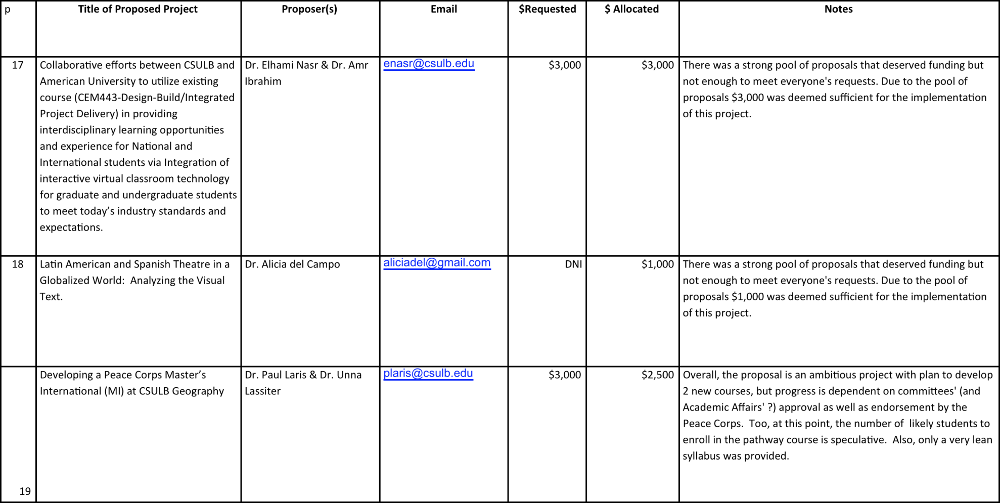 p
Title of Proposed Project
Proposer(s)
Email
$Requested
$ Allocated
Notes
17
Collaborative efforts between CSULB and
American University to utilize existing
course (CEM443-Design-Build/Integrated
Project Delivery) in providing
interdisciplinary learning opportunities
and experience for National and
International students via Integration of
interactive virtual classroom technology
for graduate and undergraduate students
to meet today’s industry standards and
expectations.
Dr. Elhami Nasr & Dr. Amr
Ibrahim
enasr@csulb.edu
$3,000
$3,000
There was a strong pool of proposals that deserved funding but
not enough to meet everyone's requests. Due to the pool of
proposals $3,000 was deemed sufficient for the implementation
of this project.
18
Latin American and Spanish Theatre in a
Globalized World:  Analyzing the Visual
Text.
Dr. Alicia del Campo
aliciadel@gmail.com
DNI
$1,000
There was a strong pool of proposals that deserved funding but
not enough to meet everyone's requests. Due to the pool of
proposals $1,000 was deemed sufficient for the implementation
of this project.
19
Developing a Peace Corps Master’s
International (MI) at CSULB Geography
Dr. Paul Laris & Dr. Unna
Lassiter
plaris@csulb.edu
$3,000
$2,500
Overall, the proposal is an ambitious project with plan to develop
2 new courses, but progress is dependent on committees' (and
Academic Affairs' ?) approval as well as endorsement by the
Peace Corps.  Too, at this point, the number of  likely students to
enroll in the pathway course is speculative.  Also, only a very lean
syllabus was provided.